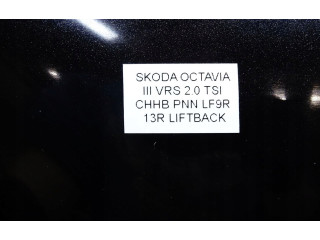 SKODA OCTAVIA
III VRS 2.0 TSI
CHHB PNN LF9R
13R LIFTBACK